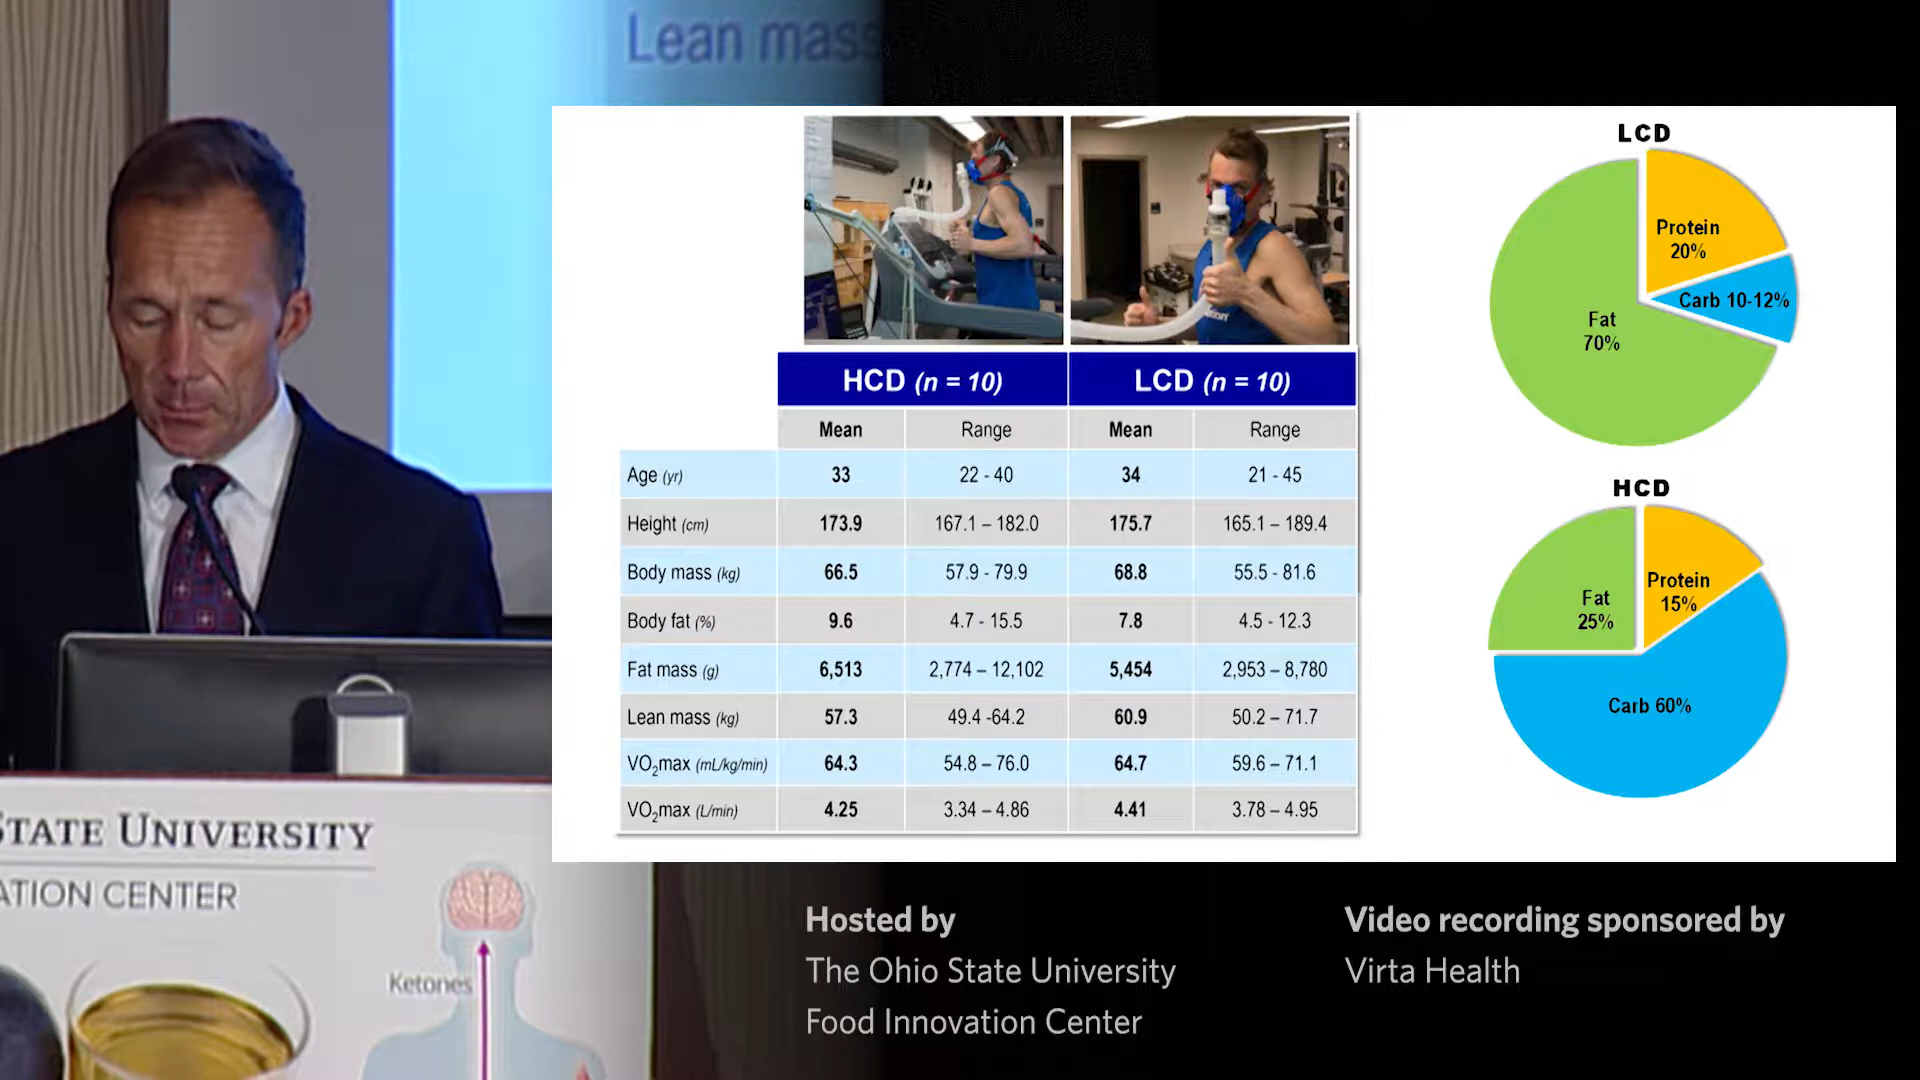 Lean mass
LCD
Protein
20%
Carb 10-12%
Fat
70%
HCD (n = 10) LCD (n = 10)
Mean Range Mean Range
Age (yr) 33 22 - 40 34 21 - 45
Height (cm) 173.9 167.1 – 182.0 175.7 165.1 – 189.4
Body mass (kg) 66.5 57.9 - 79.9 68.8 55.5 - 81.6
Body fat (%) 9.6 4.7 - 15.5 7.8 4.5 - 12.3
Fat mass (g) 6,513 2,774 – 12,102 5,454 2,953 – 8,780
Lean mass (kg) 57.3 49.4 -64.2 60.9 50.2 – 71.7
VO₂max (mL/kg/min) 64.3 54.8 – 76.0 64.7 59.6 – 71.1
VO₂max (L/min) 4.25 3.34 – 4.86 4.41 3.78 – 4.95
HCD
Protein
15%
Fat
25%
Carb 60%
STATE UNIVERSITY
ATION CENTER
Ketones
Hosted by
The Ohio State University
Food Innovation Center
Video recording sponsored by
Virta Health